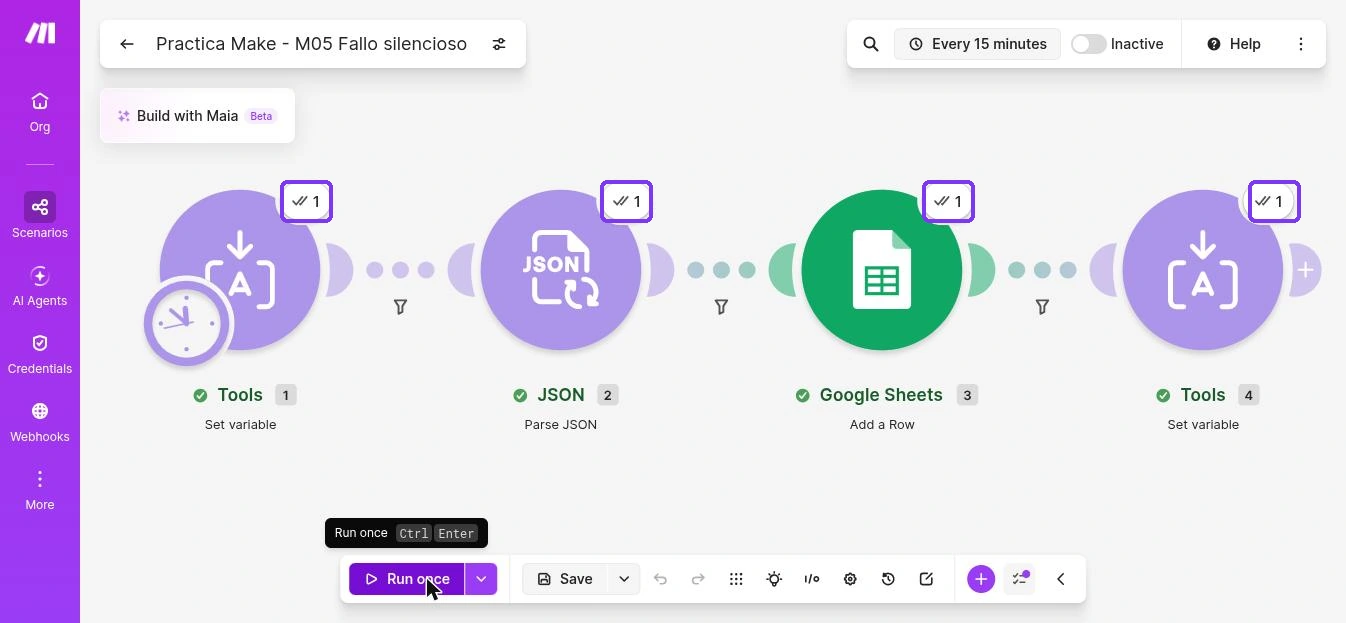 Practica Make - M05 Fallo silencioso
Every 15 minutes
Inactive
Help
Build with Maia Beta
Org
Scenarios
AI Agents
Credentials
Webhooks
More
1
1
1
1
A
JSON
A
Tools 1
Set variable
JSON 2
Parse JSON
Google Sheets 3
Add a Row
Tools 4
Set variable
Run once Ctrl Enter
Run once
Save